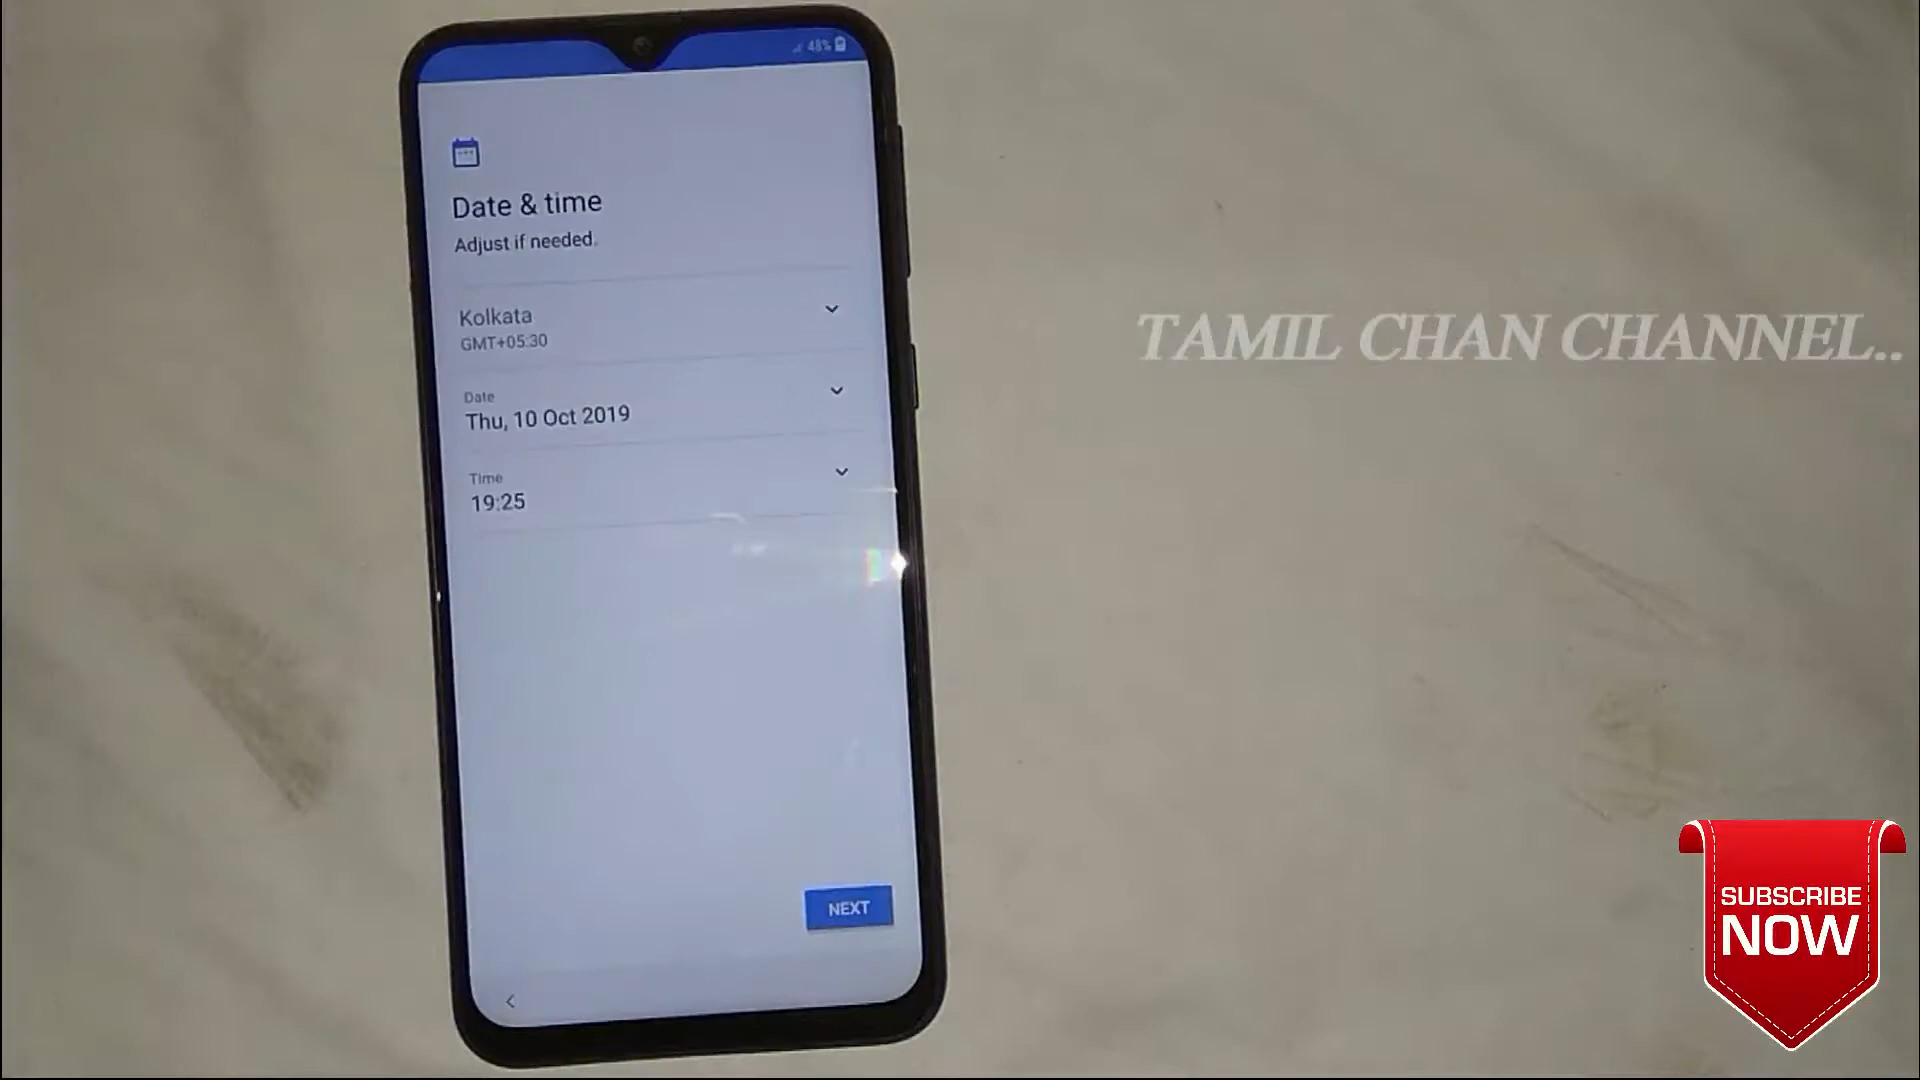 48%
Date & time
Adjust if needed.
Kolkata
GMT+05:30
Date
Thu, 10 Oct 2019
Time
19:25
NEXT
TAMIL CHAN CHANNEL..
SUBSCRIBE
NOW